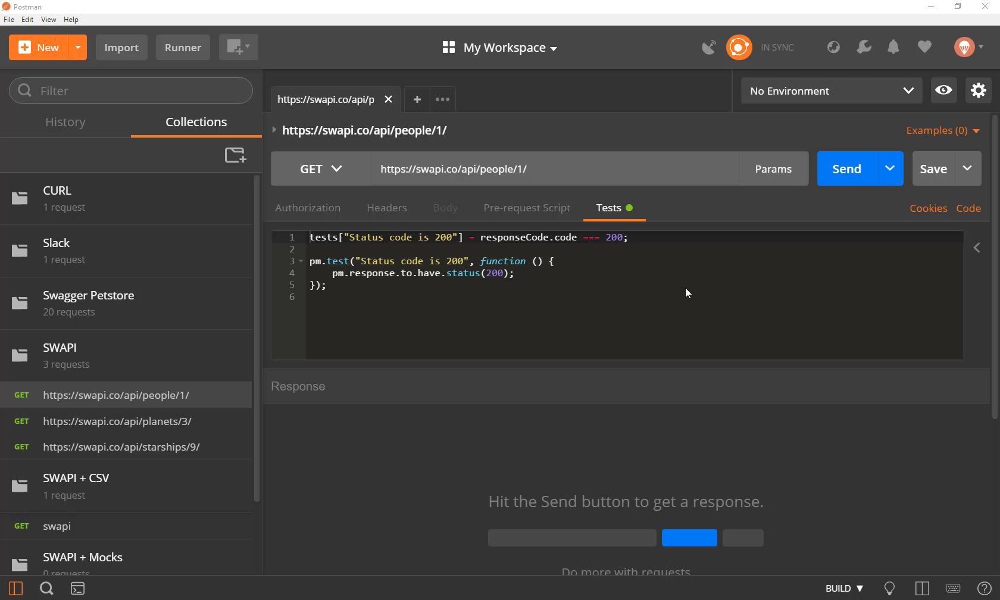 Postman
File Edit View Help
New
Import
Runner
My Workspace
IN SYNC
Filter
History
Collections
CURL
1 request
Slack
1 request
Swagger Petstore
20 requests
SWAPI
3 requests
GET https://swapi.co/api/people/1/
GET https://swapi.co/api/planets/3/
GET https://swapi.co/api/starships/9/
SWAPI + CSV
1 request
GET swapi
SWAPI + Mocks
0 requests
https://swapi.co/api/p
•••
No Environment
https://swapi.co/api/people/1/
Examples (0)
GET
https://swapi.co/api/people/1/
Params
Send
Save
Authorization
Headers
Body
Pre-request Script
Tests
Cookies
Code
1 tests["Status code is 200"] = responseCode.code === 200;
2
3 pm.test("Status code is 200", function () {
4 pm.response.to.have.status(200);
5 });
6
Response
Hit the Send button to get a response.
Do more with requests
BUILD